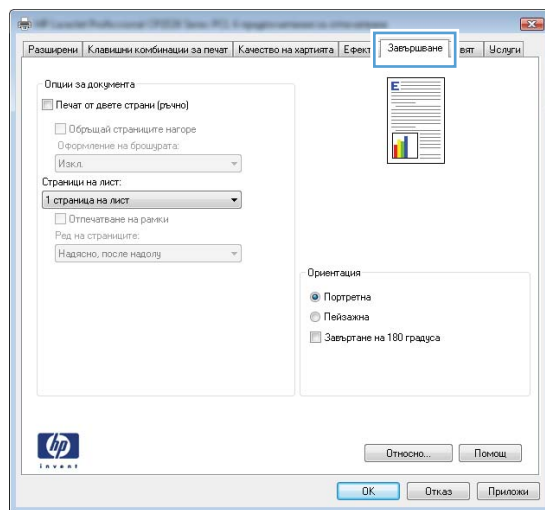 Разширени Клавишни комбинации за печат Качество на хартията Ефект Завършване вят Услуги
Опции за документа
Печат от двете страни (ръчно)
Обръщай страниците нагоре
Оформление на брошурата:
Изкл.
Страници на лист:
1 страница на лист
Отпечатване на рамки
Ред на страниците:
Надясно, после надолу
E
Ориентация
Портретна
Пейзажна
Завъртане на 180 градуса
hp
invent
Относно... Помощ
OK Отказ Приложи